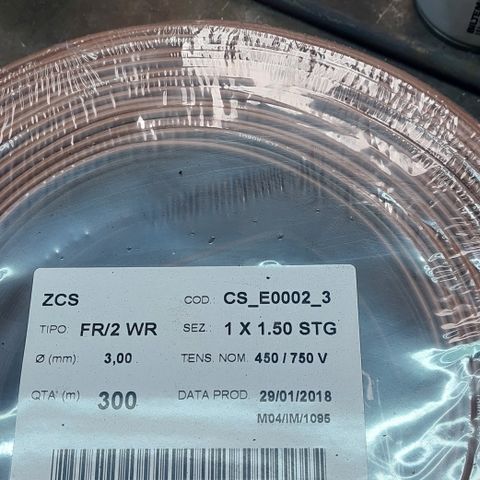 ZCS COD. CS_E0002_3
TIPO FR/2 WR SEZ.: 1 X 1.50 STG
Ø (mm): 3,00 TENS. NOM. 450 / 750 V
QTA' (m) 300 DATA PROD. 29/01/2018
M04/IM/1095